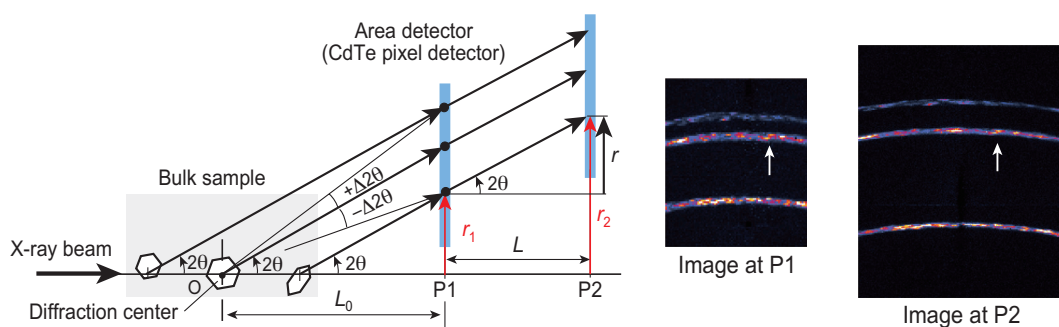 Area detector
(CdTe pixel detector)
Bulk sample
+Δ2θ
−Δ2θ
r
2θ
r₁
r₂
X-ray beam
2θ
2θ
2θ
O
L
P1
P2
Diffraction center
L₀
Image at P1
Image at P2